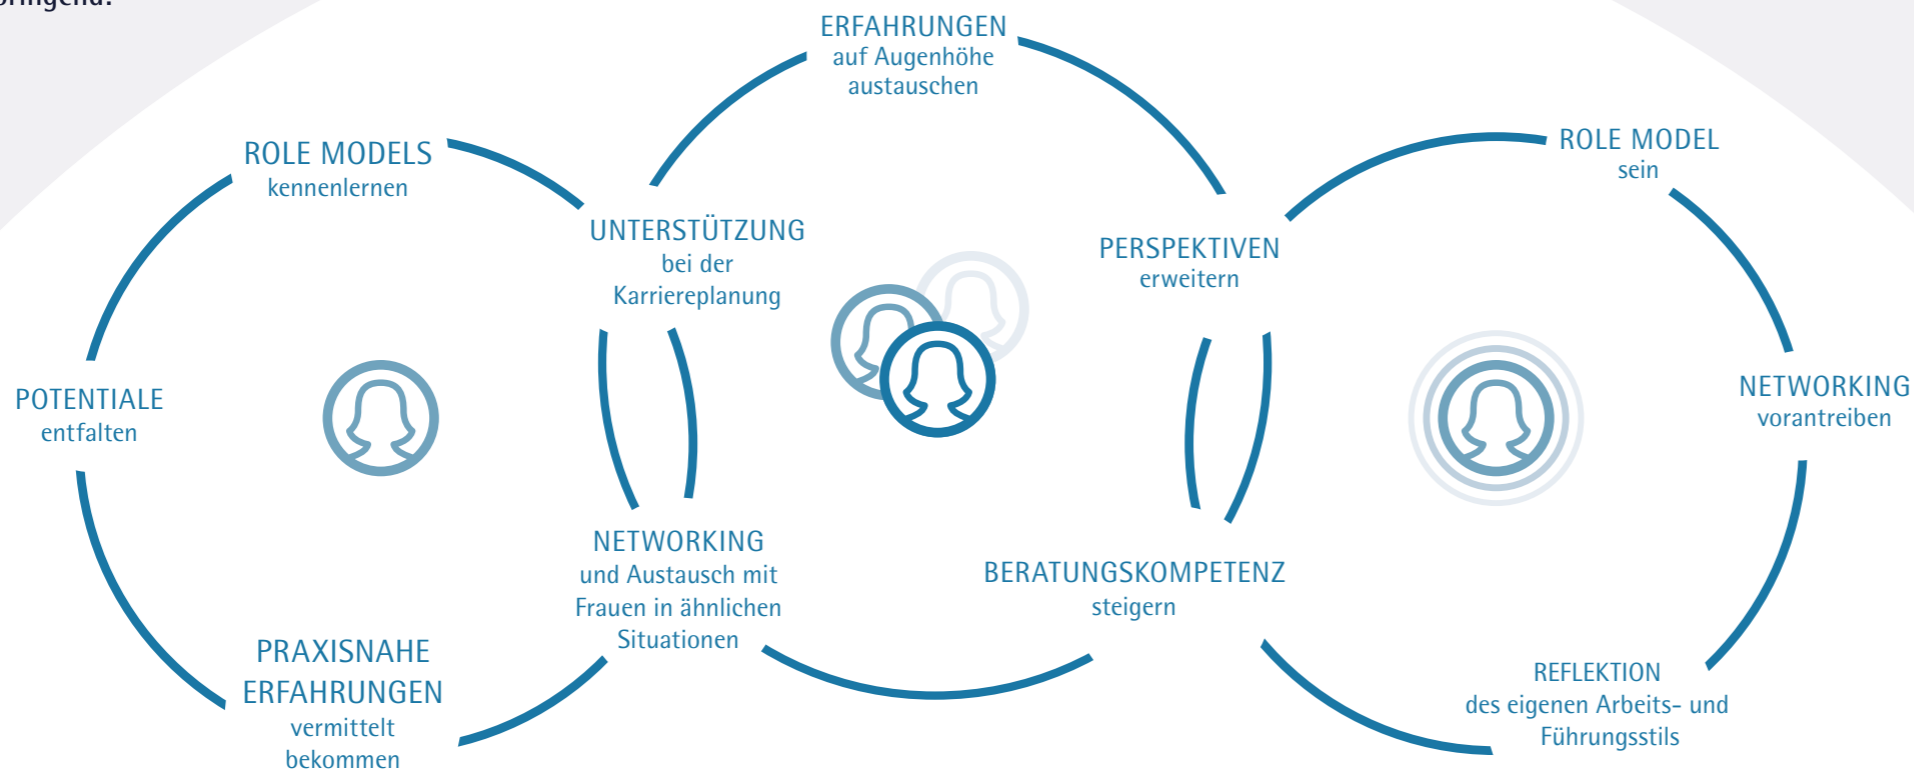 ERFAHRUNGEN
auf Augenhöhe
austauschen
ROLE MODELS
kennenlernen
ROLE MODEL
sein
UNTERSTÜTZUNG
bei der
Karriereplanung
PERSPEKTIVEN
erweitern
POTENTIALE
entfalten
NETWORKING
vorantreiben
NETWORKING
und Austausch mit
Frauen in ähnlichen
Situationen
BERATUNGSKOMPETENZ
steigern
PRAXISNAHE
ERFAHRUNGEN
vermittelt
bekommen
REFLEKTION
des eigenen Arbeits- und
Führungsstils